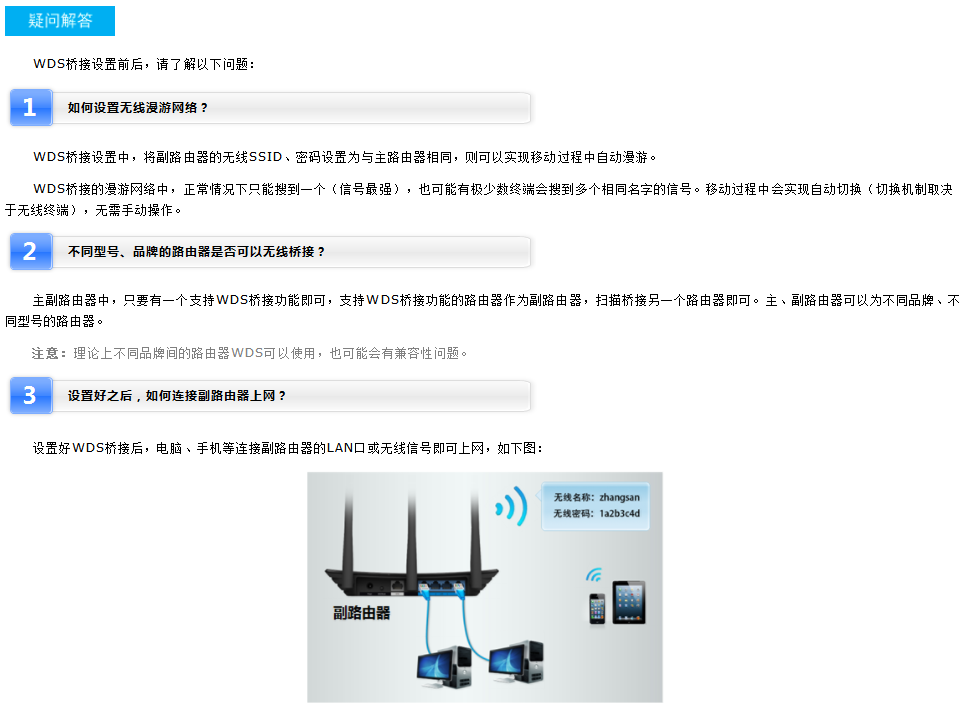 疑问解答
WDS桥接设置前后，请了解以下问题：
1 如何设置无线漫游网络？
WDS桥接设置中，将副路由器的无线SSID、密码设置为与主路由器相同，则可以实现移动过程中自动漫游。
WDS桥接的漫游网络中，正常情况下只能搜到一个（信号最强），也可能有极少数终端会搜到多个相同名字的信号。移动过程中会实现自动切换（切换机制取决
于无线终端），无需手动操作。
2 不同型号、品牌的路由器是否可以无线桥接？
主副路由器中，只要有一个支持WDS桥接功能即可，支持WDS桥接功能的路由器作为副路由器，扫描桥接另一个路由器即可。主、副路由器可以为不同品牌、不
同型号的路由器。
注意：理论上不同品牌间的路由器WDS可以使用，也可能会有兼容性问题。
3 设置好之后，如何连接副路由器上网？
设置好WDS桥接后，电脑、手机等连接副路由器的LAN口或无线信号即可上网，如下图：
无线名称：zhangsan
无线密码：1a2b3c4d
副路由器